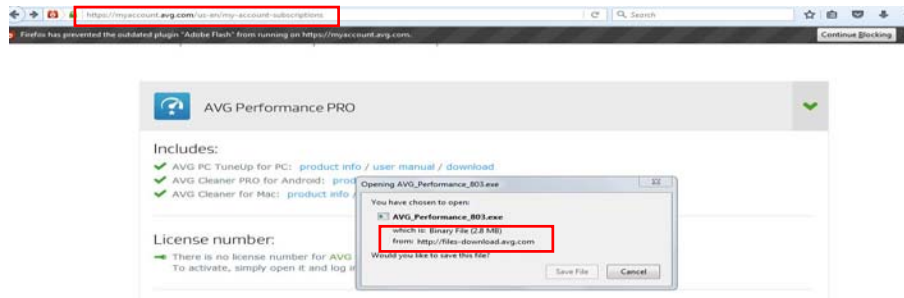 https://myaccount.avg.com/us-en/my-account-subscriptions
Search
Firefox has prevented the outdated plugin "Adobe Flash" from running on https://myaccount.avg.com.
Continue Blocking
AVG Performance PRO
Includes:
AVG PC TuneUp for PC: product info / user manual / download
AVG Cleaner PRO for Android: prod
AVG Cleaner for Mac: product info /
Opening AVG_Performance_803.exe
You have chosen to open:
AVG_Performance_803.exe
which is: Binary File (2.8 MB)
from: http://files-download.avg.com
Would you like to save this file?
Save File
Cancel
License number:
There is no license number for AVG
To activate, simply open it and log i